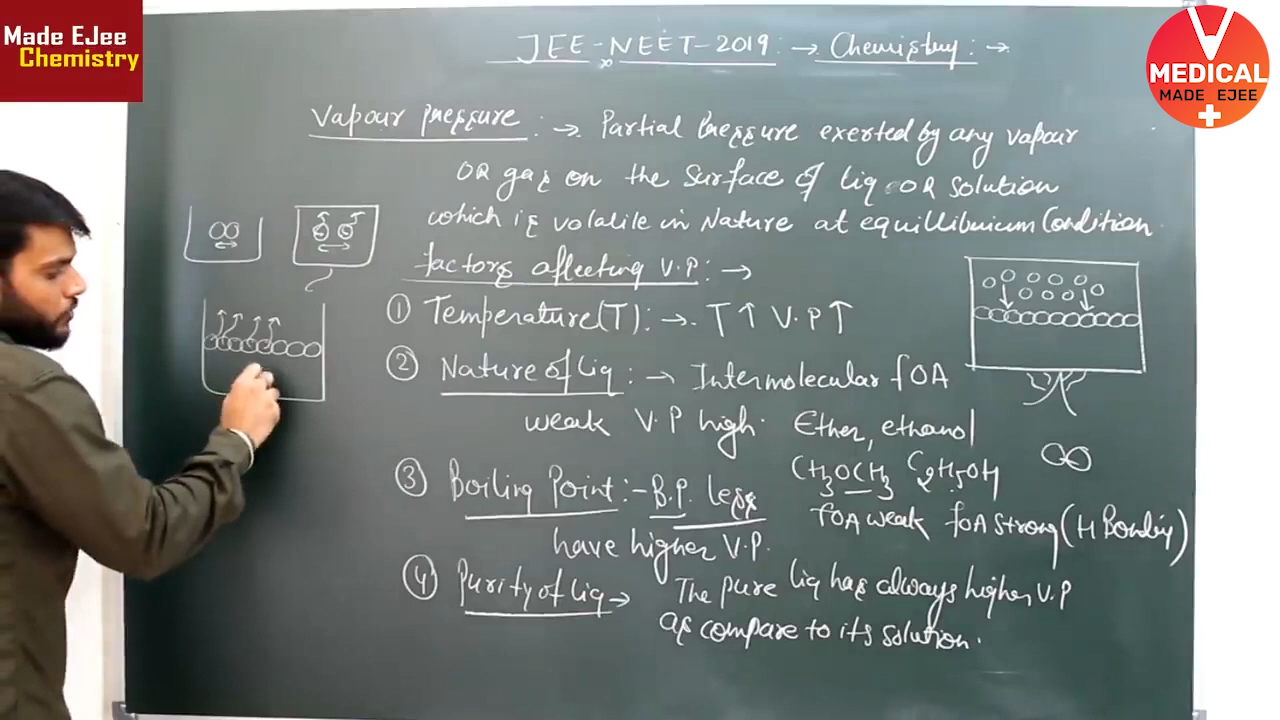 Made EJee
Chemistry
V
MEDICAL
MADE EJEE
JEE - NEET - 2019 :→ Chemistry :→
Vapour Pressure :→ Partial Pressure exerted by any vapour
OR gas on the surface of liq OR solution
which is volatile in Nature at equillibrium Condition
factors affecting V.P :→
① Temperature (T) :→ T↑ V.P↑
② Nature of liq :→ Intermolecular fOA
weak V.P high. Ether, ethanol
CH3OCH3 C2H5OH
fOA weak fOA strong (H Bonding)
③ Boiling Point :- B.P. less
have higher V.P.
④ Purity of liq → The pure liq has always higher V.P
as compare to its solution.